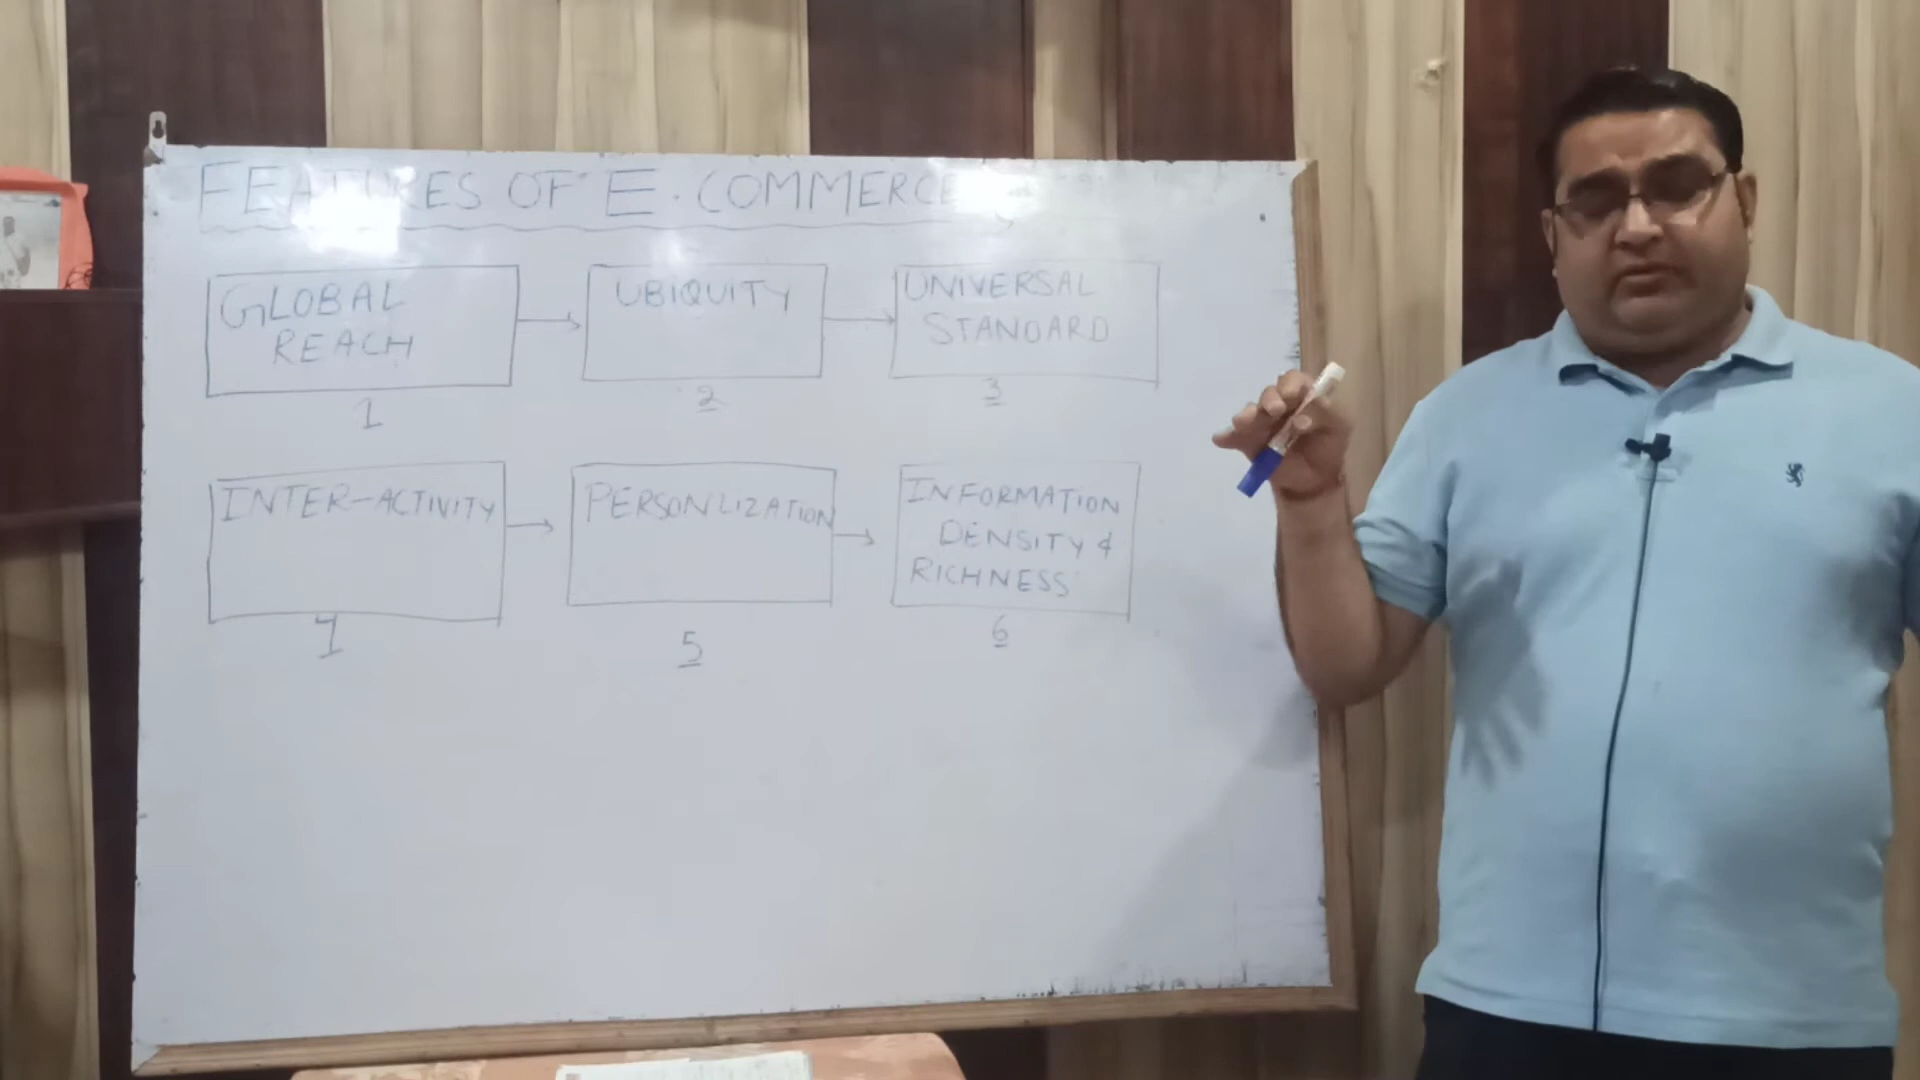 FEATURES OF E. COMMERCE
GLOBAL
REACH
1
UBIQUITY
2
UNIVERSAL
STANDARD
3
INTER-ACTIVITY
4
PERSONLIZATION
5
INFORMATION
DENSITY &
RICHNESS
6